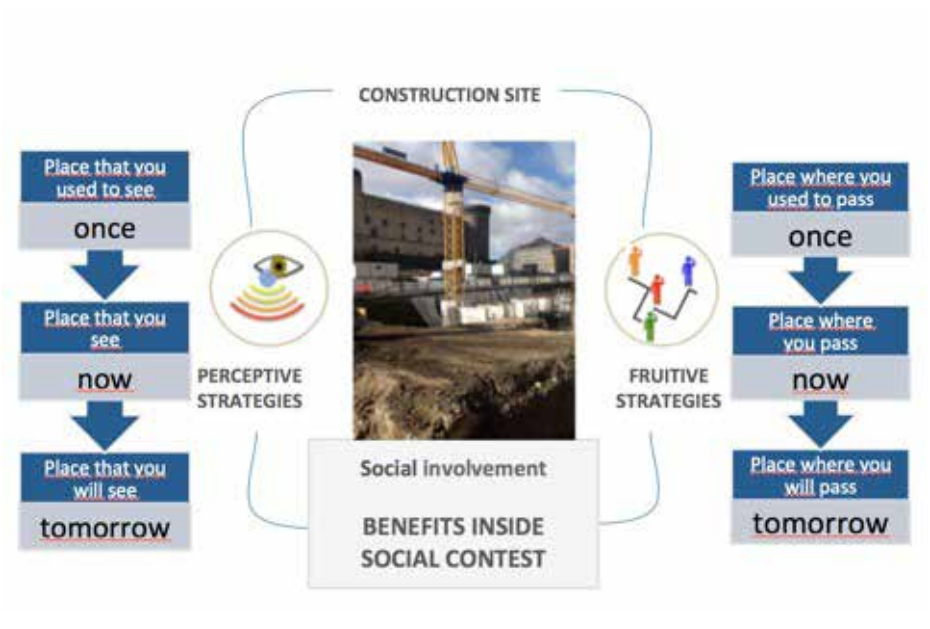 CONSTRUCTION SITE
Place that you
used to see
once
Place that you
see
now
Place that you
will see
tomorrow
PERCEPTIVE
STRATEGIES
FRUITIVE
STRATEGIES
Place where you
used to pass
once
Place where
you pass
now
Place where you
will pass
tomorrow
Social involvement
BENEFITS INSIDE
SOCIAL CONTEST